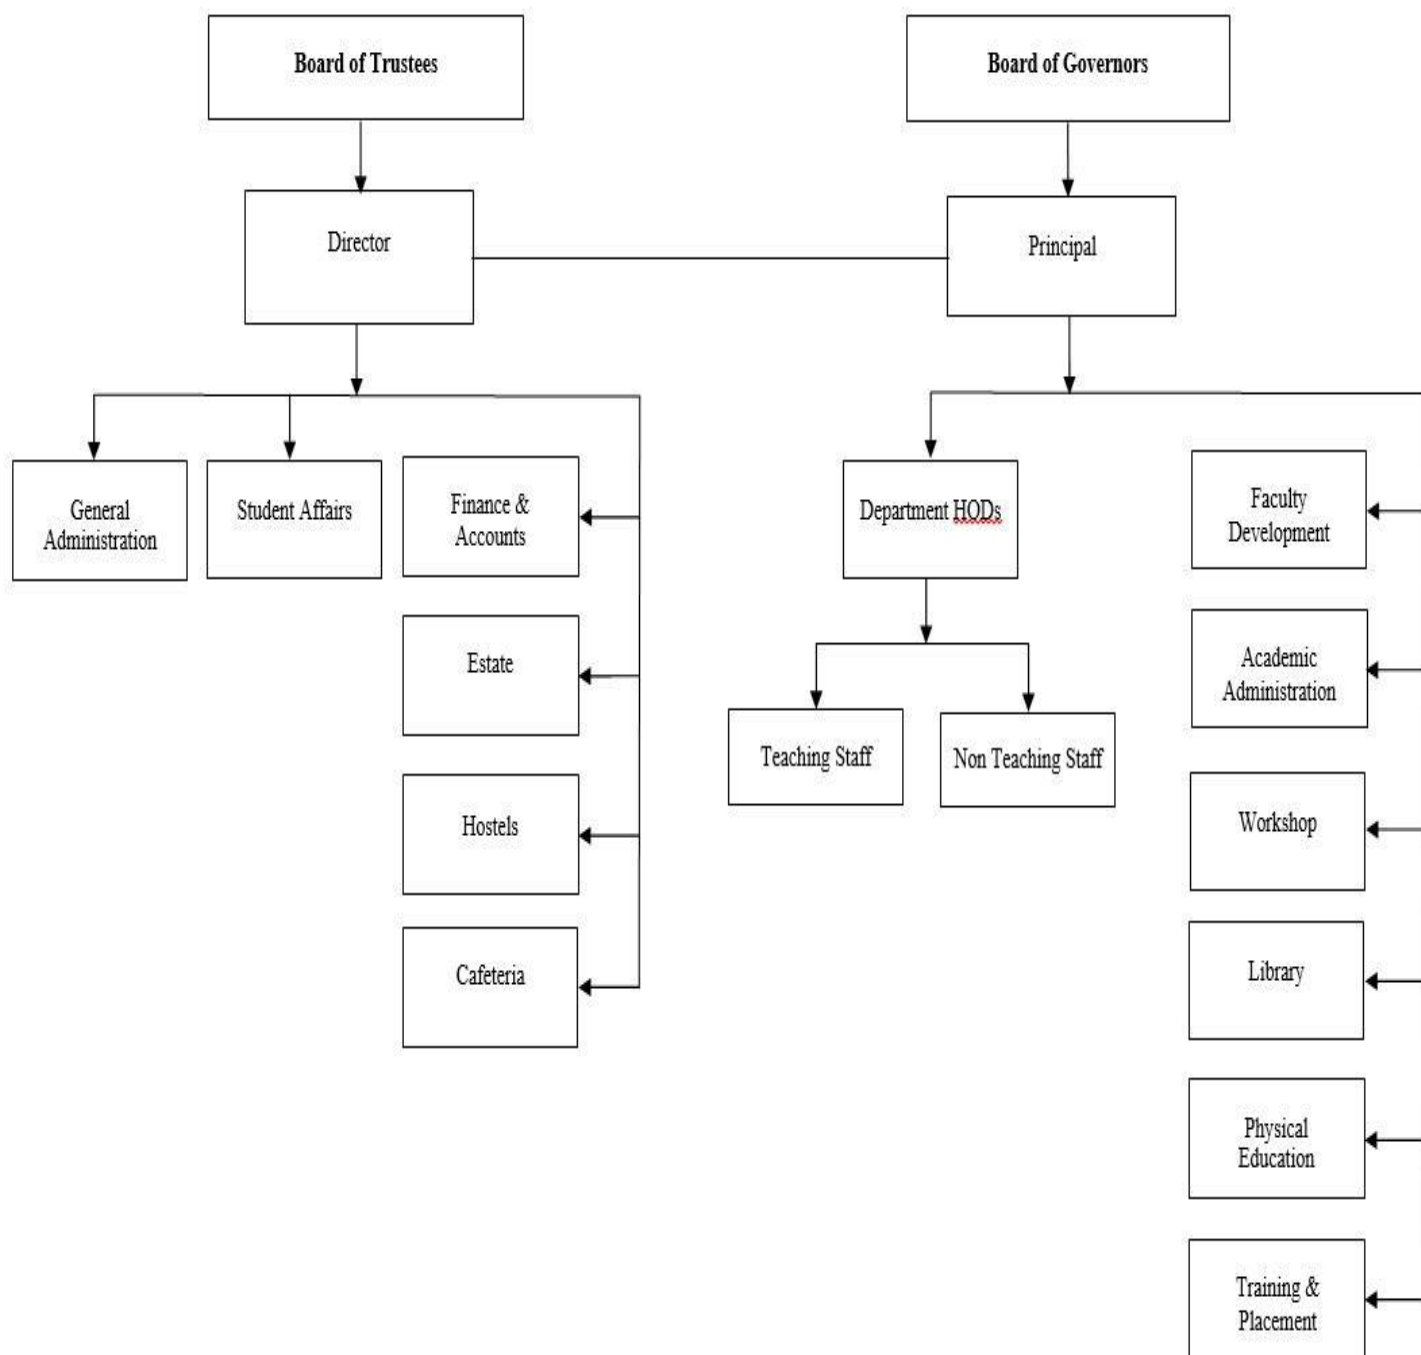 Board of Trustees
Board of Governors
Director
Principal
General
Administration
Student Affairs
Finance &
Accounts
Estate
Hostels
Cafeteria
Department HODs
Teaching Staff
Non Teaching Staff
Faculty
Development
Academic
Administration
Workshop
Library
Physical
Education
Training &
Placement